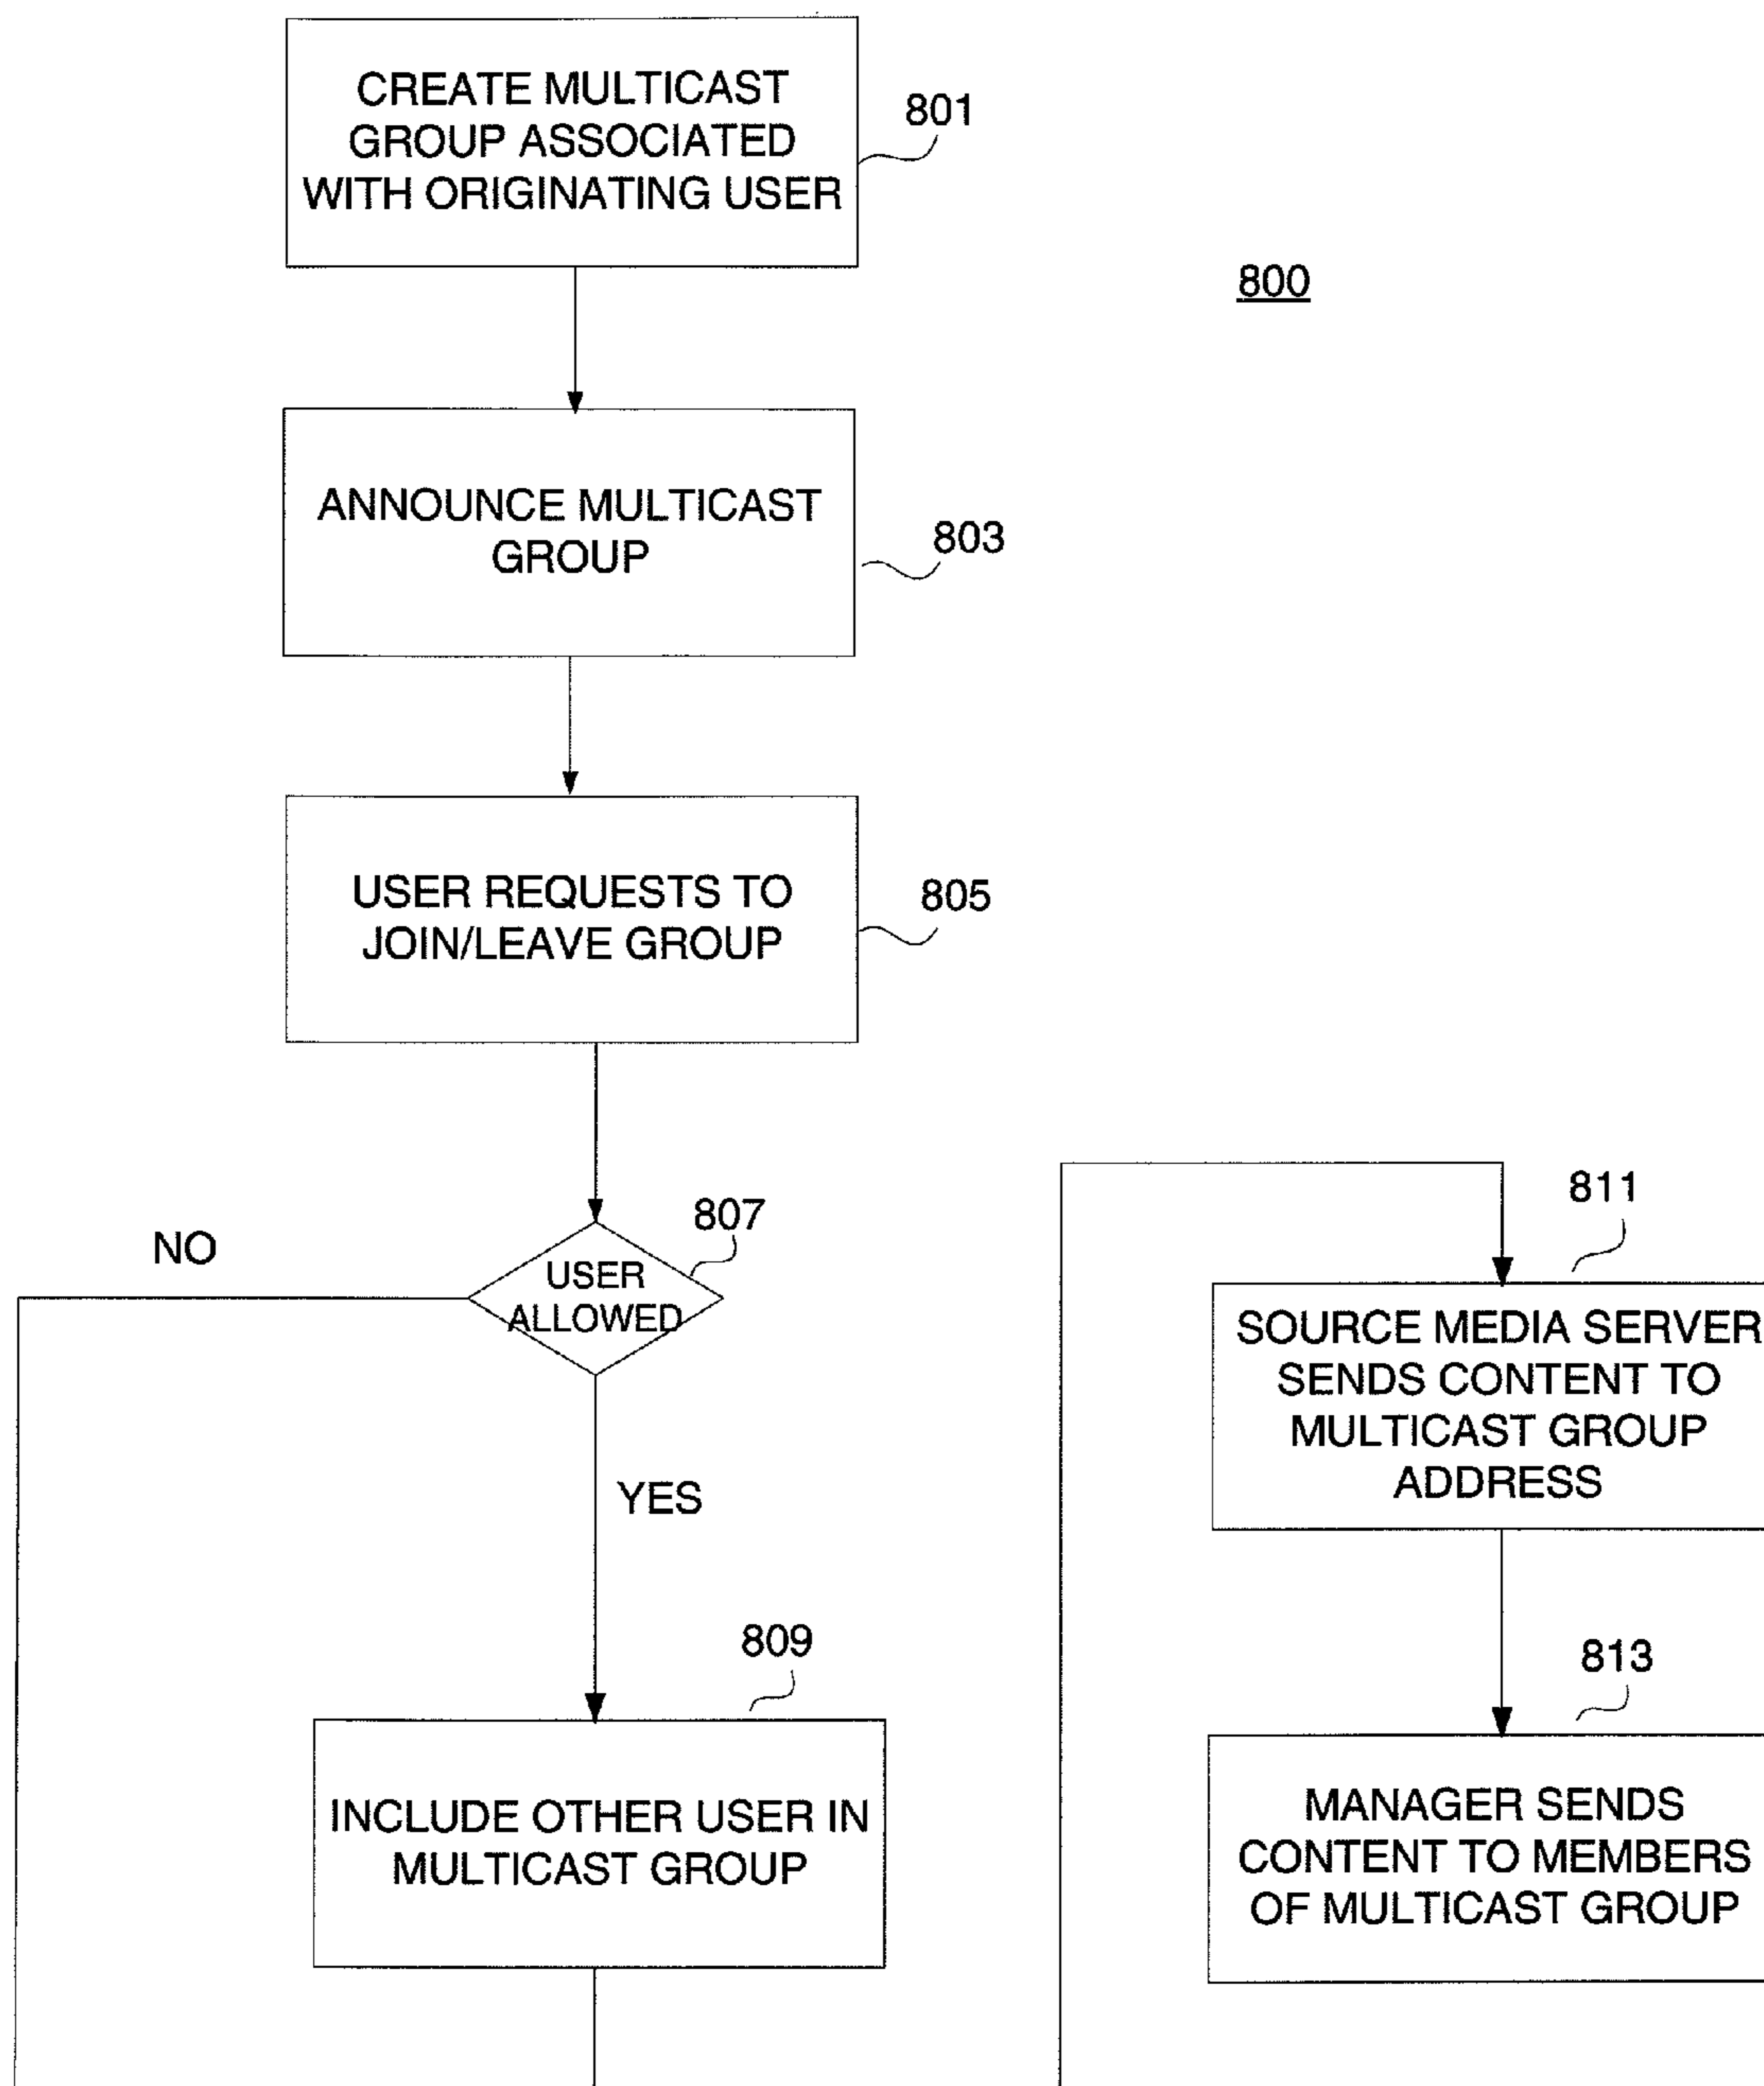 CREATE MULTICAST
GROUP ASSOCIATED
WITH ORIGINATING USER
801
800
ANNOUNCE MULTICAST
GROUP
803
USER REQUESTS TO
JOIN/LEAVE GROUP
805
807
NO
USER
ALLOWED
YES
809
INCLUDE OTHER USER IN
MULTICAST GROUP
811
SOURCE MEDIA SERVER
SENDS CONTENT TO
MULTICAST GROUP
ADDRESS
813
MANAGER SENDS
CONTENT TO MEMBERS
OF MULTICAST GROUP